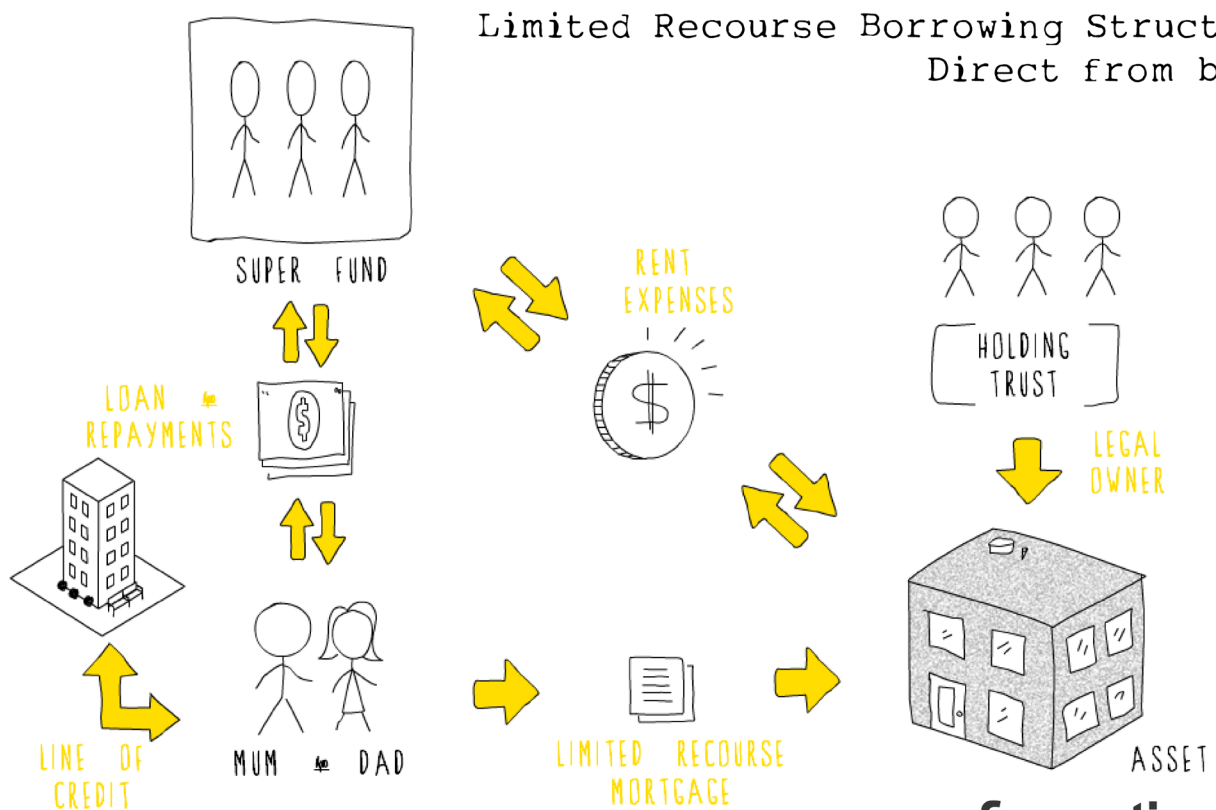 Limited Recourse Borrowing Struct
Direct from b
SUPER FUND
RENT
EXPENSES
HOLDING
TRUST
LOAN &
REPAYMENTS
LEGAL
OWNER
LINE OF
CREDIT
MUM & DAD
LIMITED RECOURSE
MORTGAGE
ASSET